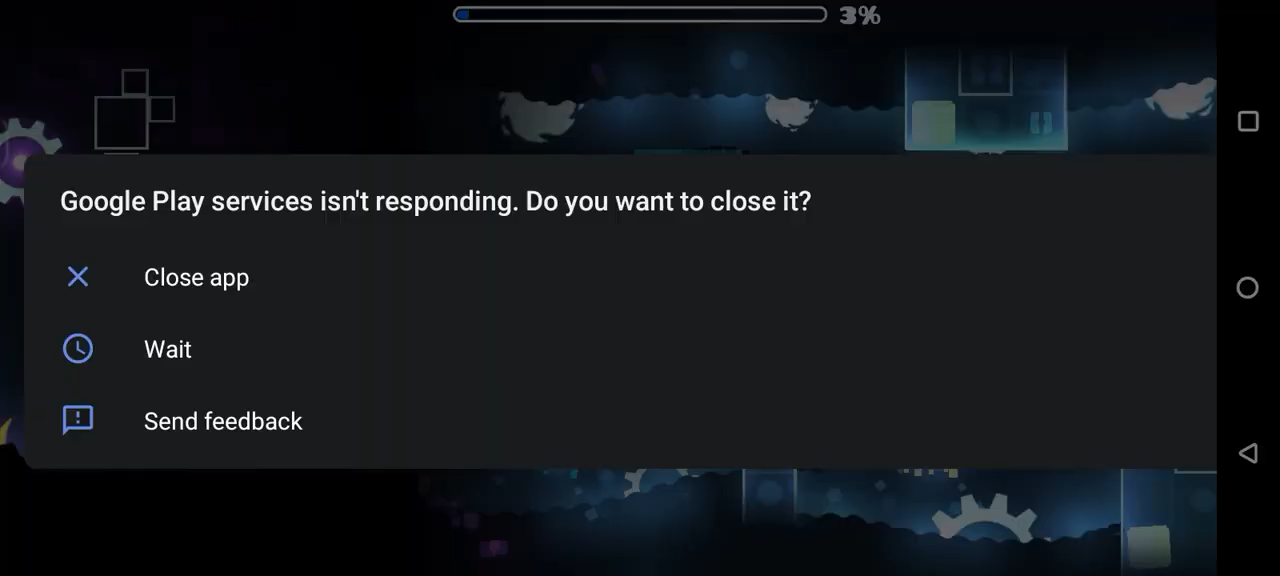 3%
Google Play services isn't responding. Do you want to close it?
Close app
Wait
Send feedback